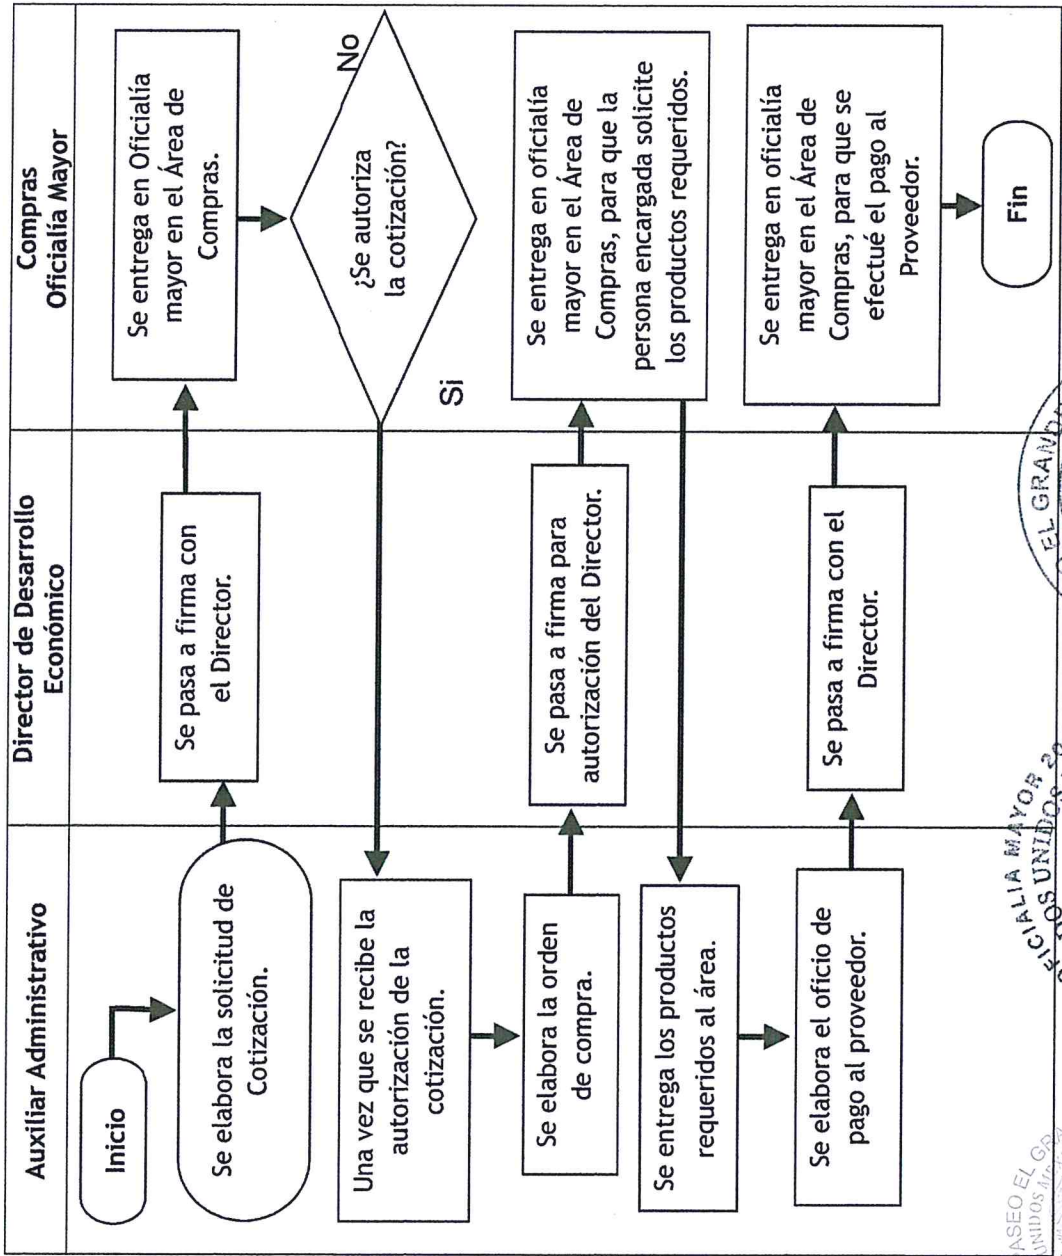 Auxiliar Administrativo
Director de Desarrollo
Económico
Compras
Oficialía Mayor
Inicio
Se elabora la solicitud de
Cotización.
Se pasa a firma con
el Director.
Se entrega en Oficialía
mayor en el Área de
Compras.
¿Se autoriza
la cotización?
No
Si
Una vez que se recibe la
autorización de la
cotización.
Se elabora la orden
de compra.
Se pasa a firma para
autorización del Director.
Se entrega en oficialía
mayor en el Área de
Compras, para que la
persona encargada solicite
los productos requeridos.
Se entrega los productos
requeridos al área.
Se elabora el oficio de
pago al proveedor.
Se pasa a firma con el
Director.
Se entrega en oficialía
mayor en el Área de
Compras, para que se
efectué el pago al
Proveedor.
Fin
EL GRAND
MAYOR
OS UNIDOS
EL